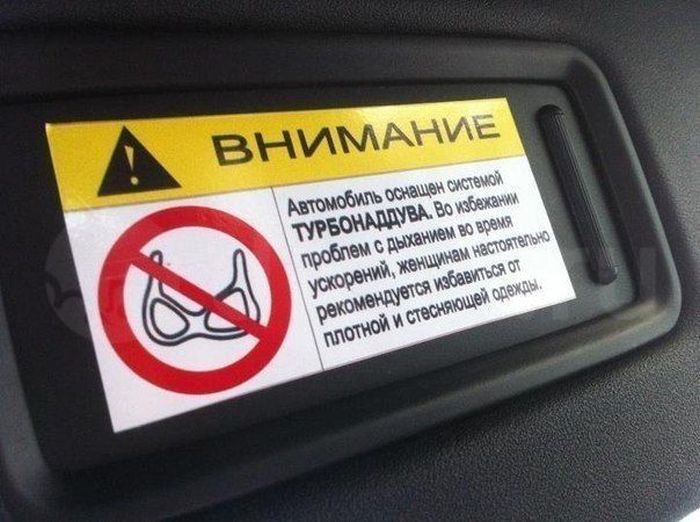 ВНИМАНИЕ
Автомобиль оснащен системой
ТУРБОНАДДУВА. Во избежании
проблем с дыханием во время
ускорений, женщинам настоятельно
рекомендуется избавиться от
плотной и стесняющей одежды.